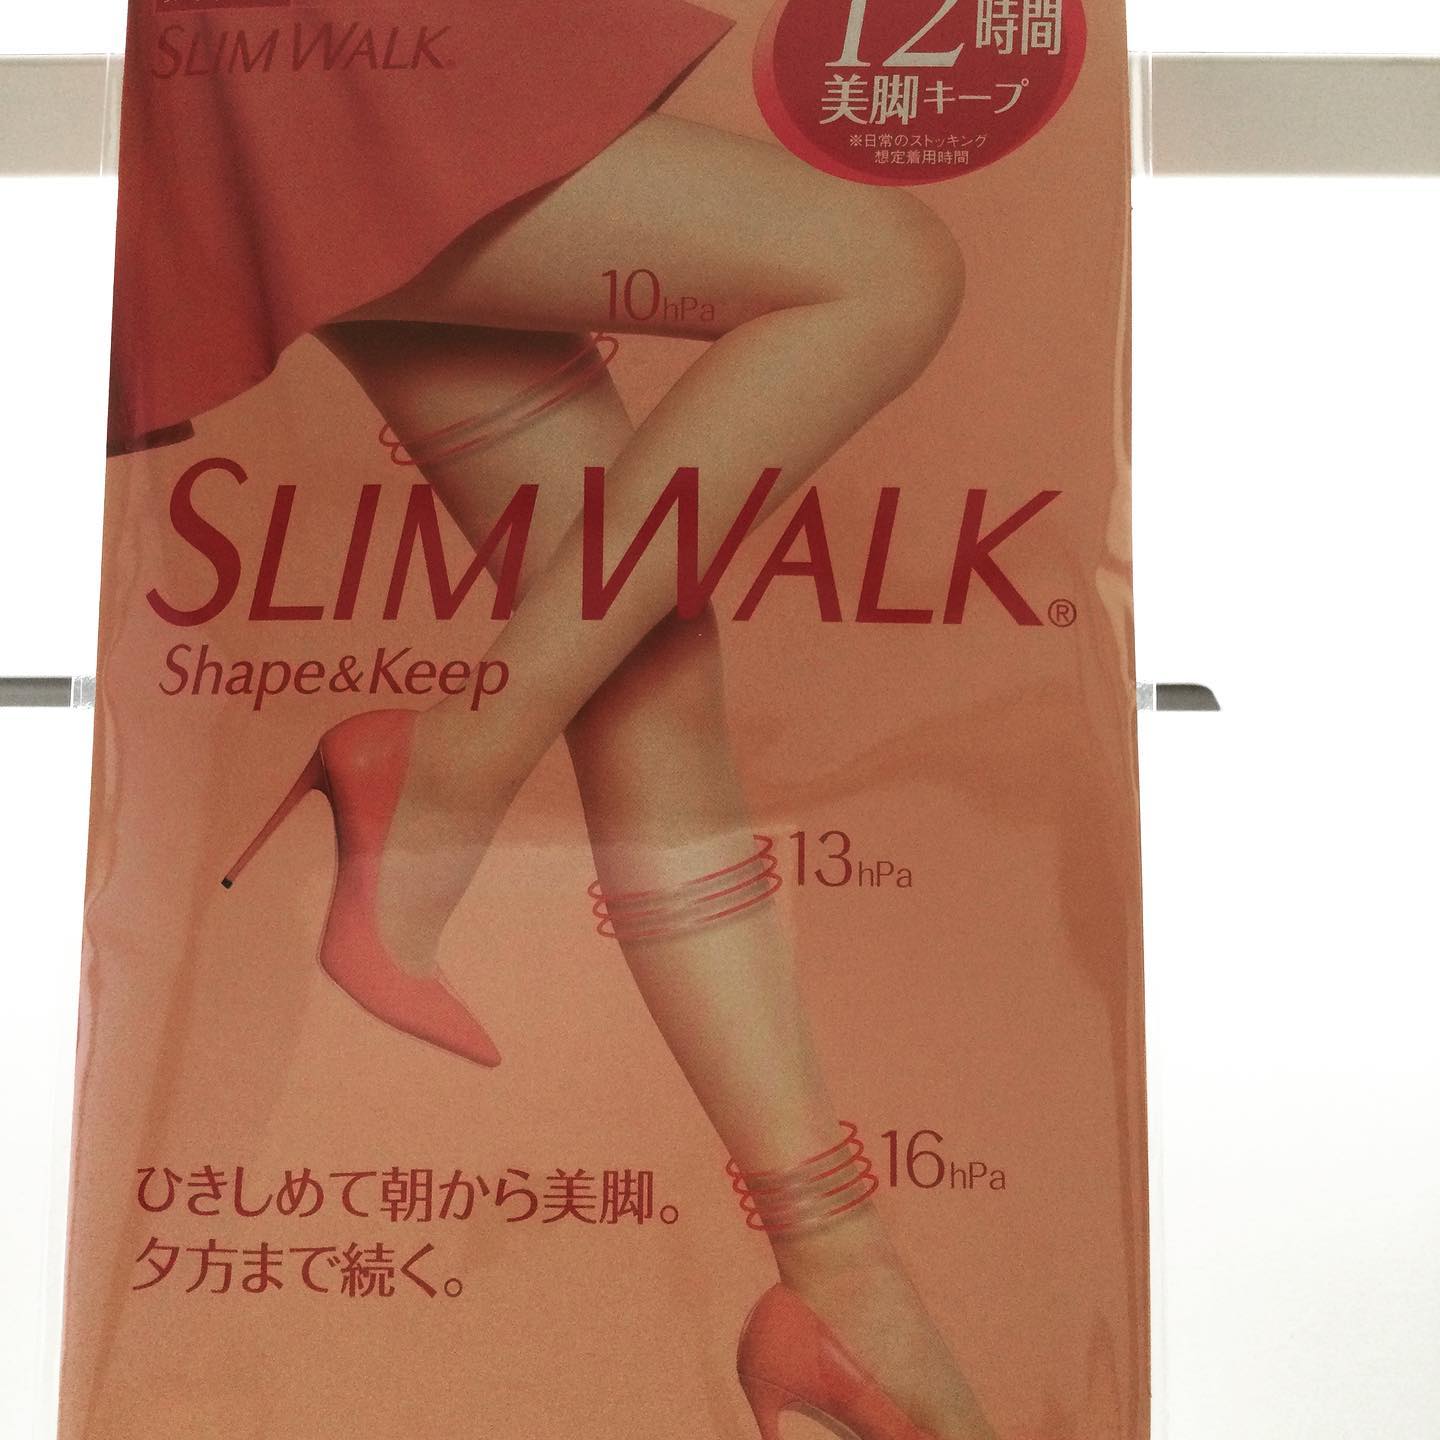 SLIM WALK®
12時間
美脚キープ
※日常のストッキング
想定着用時間
10hPa
SLIM WALK®
Shape&Keep
13hPa
16hPa
ひきしめて朝から美脚。
夕方まで続く。